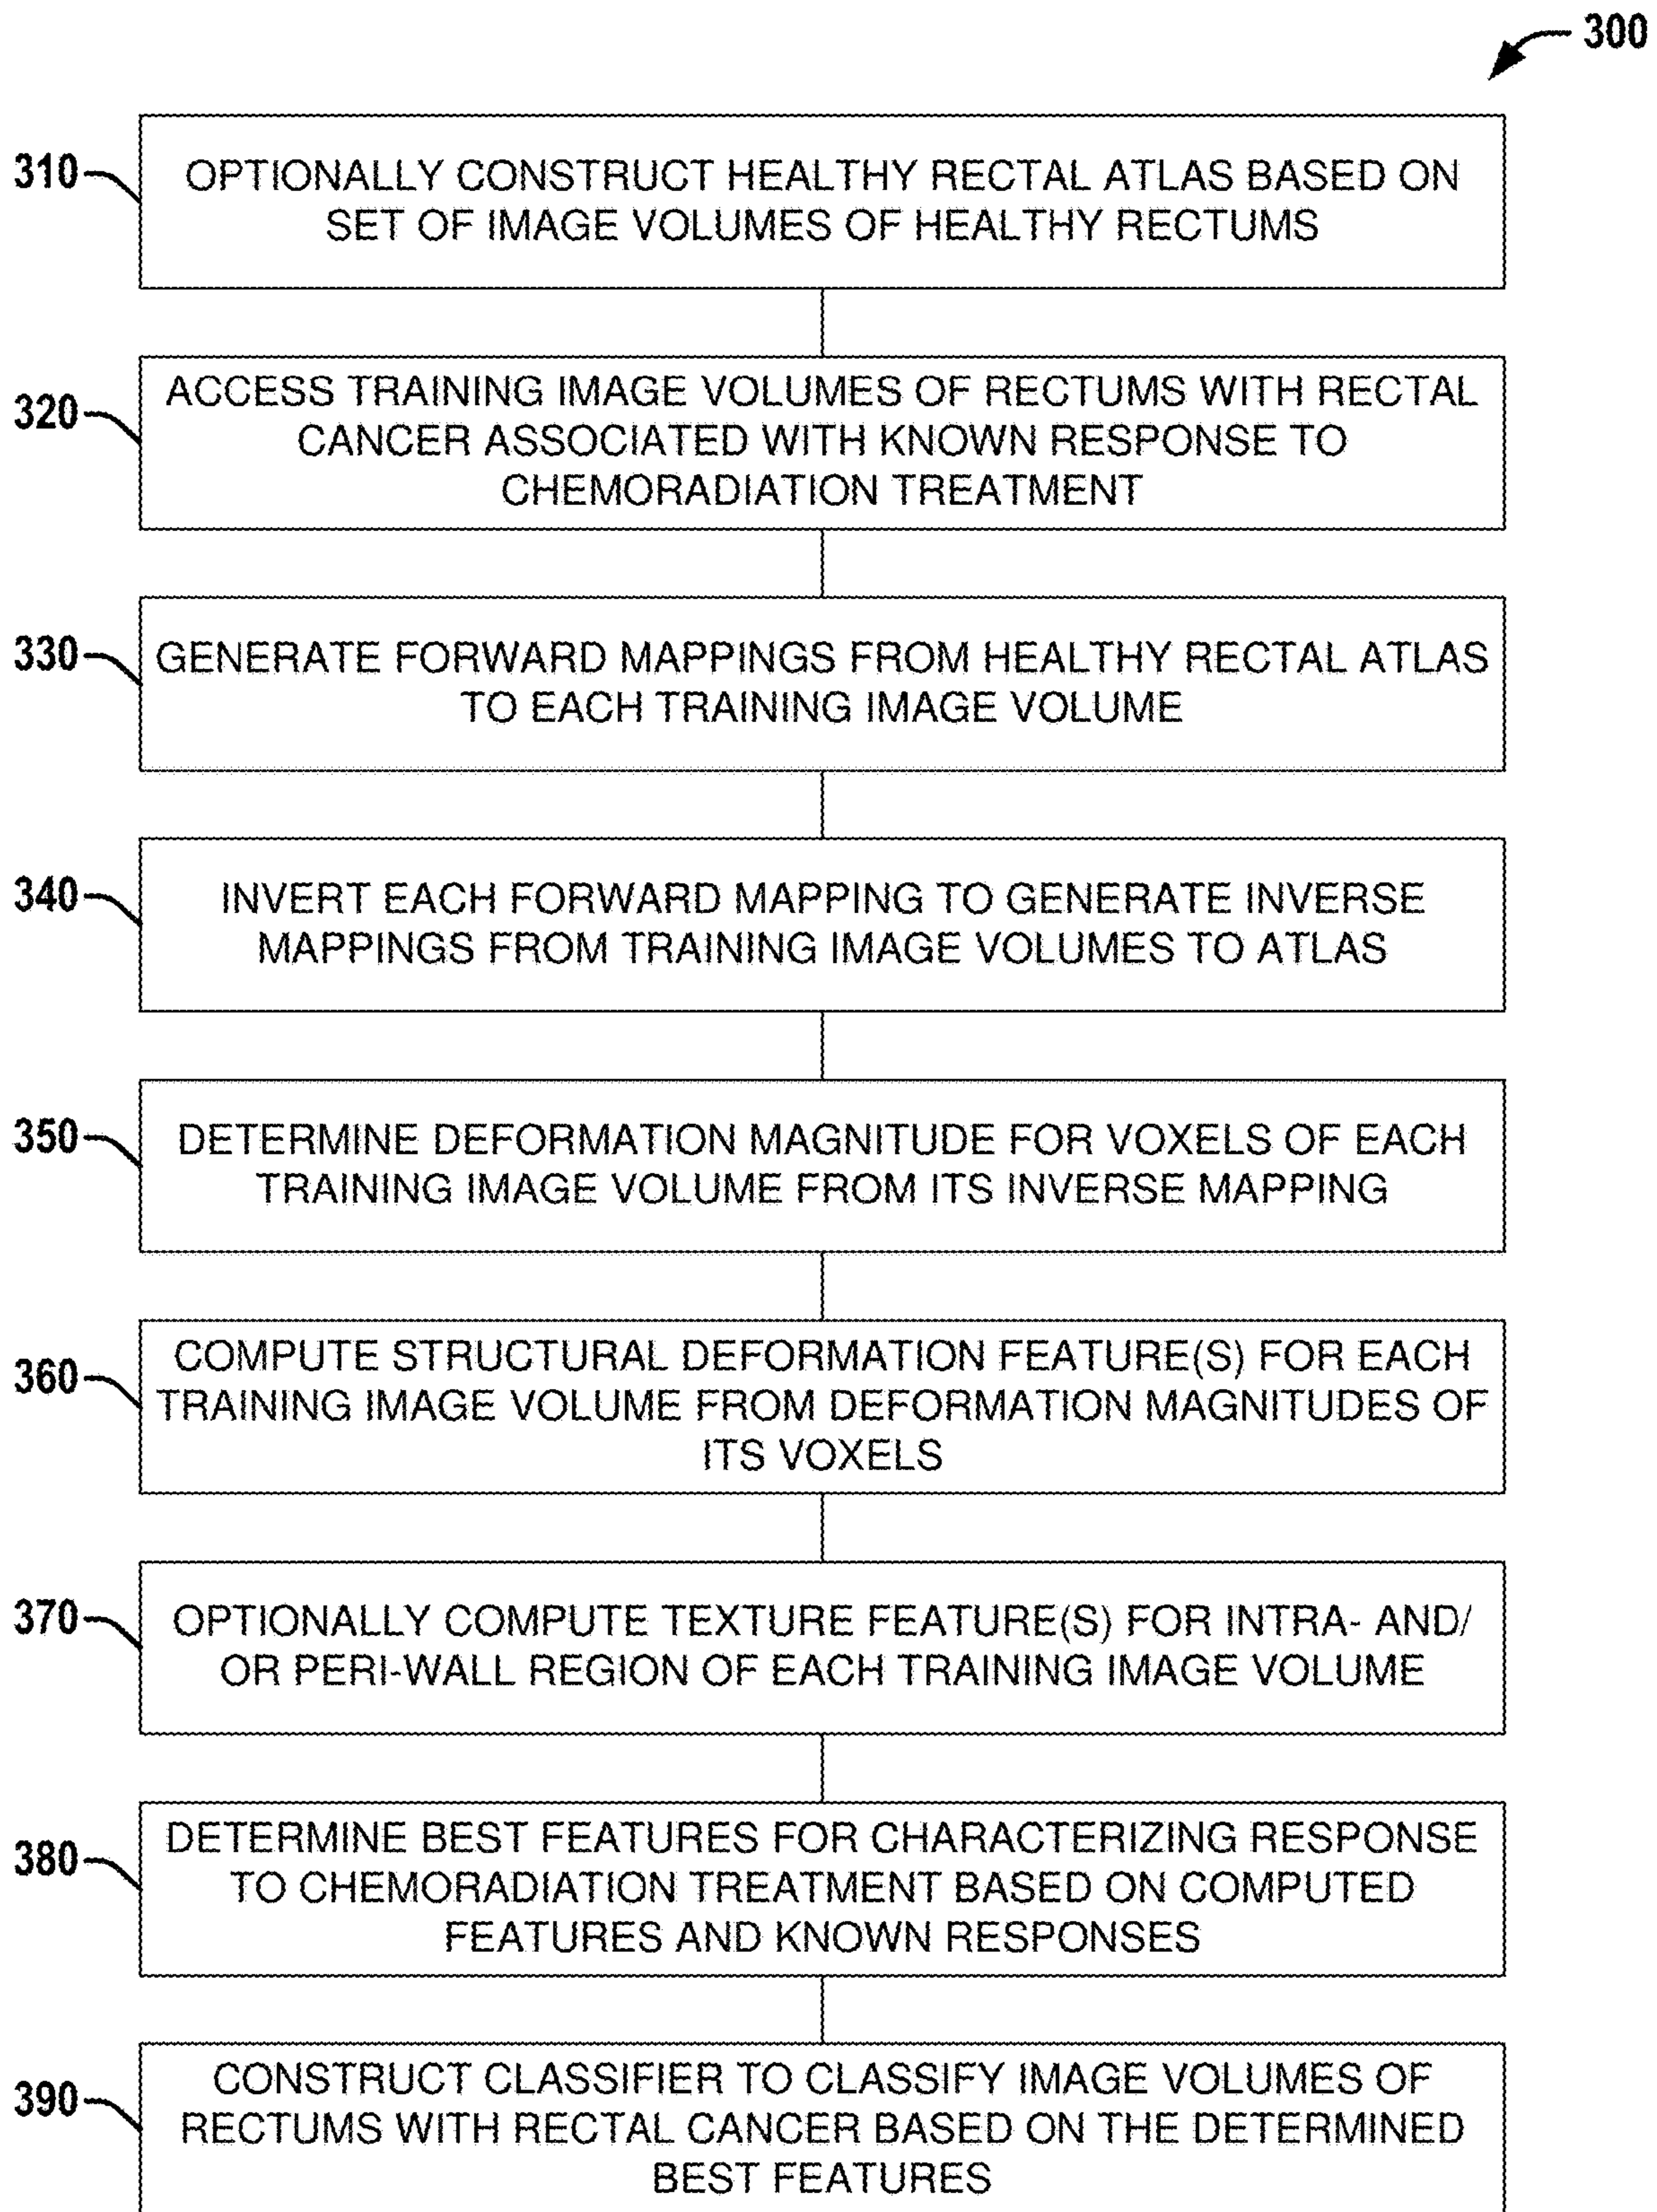 300
310
OPTIONALLY CONSTRUCT HEALTHY RECTAL ATLAS BASED ON
SET OF IMAGE VOLUMES OF HEALTHY RECTUMS
320
ACCESS TRAINING IMAGE VOLUMES OF RECTUMS WITH RECTAL
CANCER ASSOCIATED WITH KNOWN RESPONSE TO
CHEMORADIATION TREATMENT
330
GENERATE FORWARD MAPPINGS FROM HEALTHY RECTAL ATLAS
TO EACH TRAINING IMAGE VOLUME
340
INVERT EACH FORWARD MAPPING TO GENERATE INVERSE
MAPPINGS FROM TRAINING IMAGE VOLUMES TO ATLAS
350
DETERMINE DEFORMATION MAGNITUDE FOR VOXELS OF EACH
TRAINING IMAGE VOLUME FROM ITS INVERSE MAPPING
360
COMPUTE STRUCTURAL DEFORMATION FEATURE(S) FOR EACH
TRAINING IMAGE VOLUME FROM DEFORMATION MAGNITUDES OF
ITS VOXELS
370
OPTIONALLY COMPUTE TEXTURE FEATURE(S) FOR INTRA- AND/
OR PERI-WALL REGION OF EACH TRAINING IMAGE VOLUME
380
DETERMINE BEST FEATURES FOR CHARACTERIZING RESPONSE
TO CHEMORADIATION TREATMENT BASED ON COMPUTED
FEATURES AND KNOWN RESPONSES
390
CONSTRUCT CLASSIFIER TO CLASSIFY IMAGE VOLUMES OF
RECTUMS WITH RECTAL CANCER BASED ON THE DETERMINED
BEST FEATURES